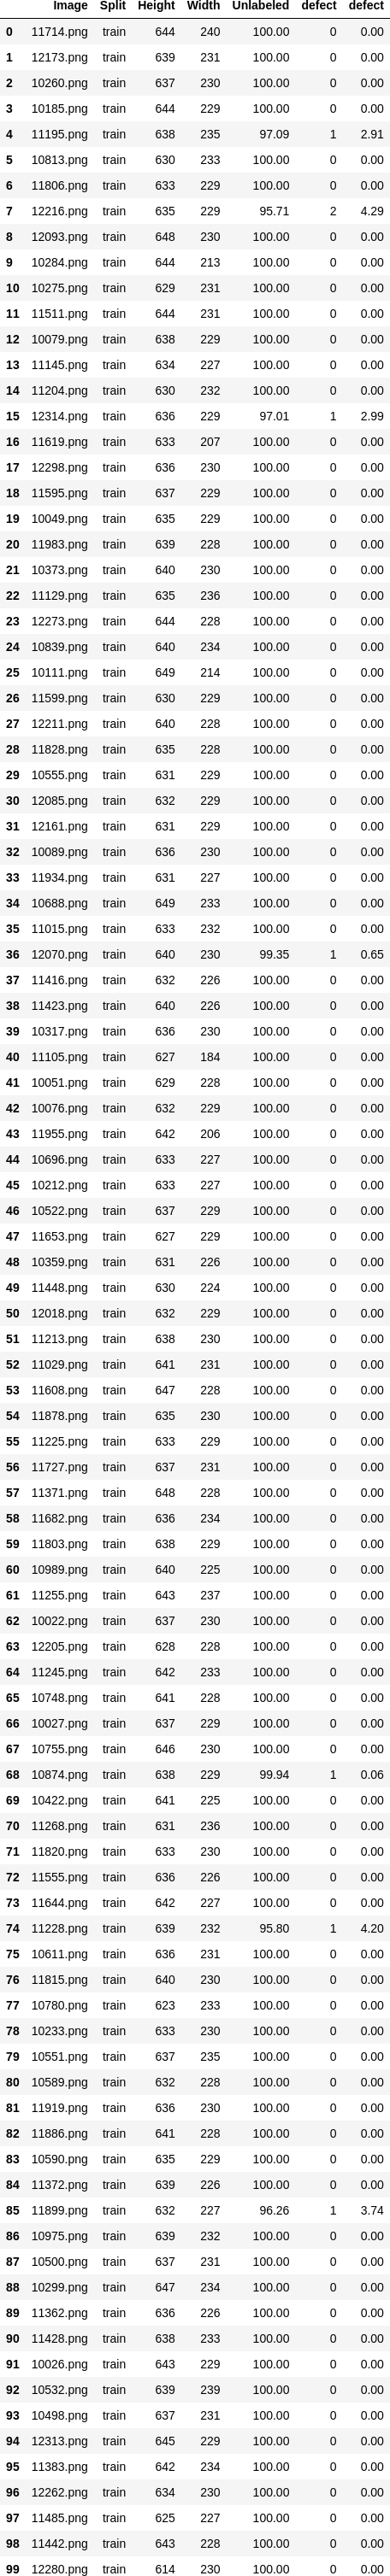 Image Split Height Width Unlabeled defect defect
0 11714.png train 644 240 100.00 0 0.00
1 12173.png train 639 231 100.00 0 0.00
2 10260.png train 637 230 100.00 0 0.00
3 10185.png train 644 229 100.00 0 0.00
4 11195.png train 638 235 97.09 1 2.91
5 10813.png train 630 233 100.00 0 0.00
6 11806.png train 633 229 100.00 0 0.00
7 12216.png train 635 229 95.71 2 4.29
8 12093.png train 648 230 100.00 0 0.00
9 10284.png train 644 213 100.00 0 0.00
10 10275.png train 629 231 100.00 0 0.00
11 11511.png train 644 231 100.00 0 0.00
12 10079.png train 638 229 100.00 0 0.00
13 11145.png train 634 227 100.00 0 0.00
14 11204.png train 630 232 100.00 0 0.00
15 12314.png train 636 229 97.01 1 2.99
16 11619.png train 633 207 100.00 0 0.00
17 12298.png train 636 230 100.00 0 0.00
18 11595.png train 637 229 100.00 0 0.00
19 10049.png train 635 229 100.00 0 0.00
20 11983.png train 639 228 100.00 0 0.00
21 10373.png train 640 230 100.00 0 0.00
22 11129.png train 635 236 100.00 0 0.00
23 12273.png train 644 228 100.00 0 0.00
24 10839.png train 640 234 100.00 0 0.00
25 10111.png train 649 214 100.00 0 0.00
26 11599.png train 630 229 100.00 0 0.00
27 12211.png train 640 228 100.00 0 0.00
28 11828.png train 635 228 100.00 0 0.00
29 10555.png train 631 229 100.00 0 0.00
30 12085.png train 632 229 100.00 0 0.00
31 12161.png train 631 229 100.00 0 0.00
32 10089.png train 636 230 100.00 0 0.00
33 11934.png train 631 227 100.00 0 0.00
34 10688.png train 649 233 100.00 0 0.00
35 11015.png train 633 232 100.00 0 0.00
36 12070.png train 640 230 99.35 1 0.65
37 11416.png train 632 226 100.00 0 0.00
38 11423.png train 640 226 100.00 0 0.00
39 10317.png train 636 230 100.00 0 0.00
40 11105.png train 627 184 100.00 0 0.00
41 10051.png train 629 228 100.00 0 0.00
42 10076.png train 632 229 100.00 0 0.00
43 11955.png train 642 206 100.00 0 0.00
44 10696.png train 633 227 100.00 0 0.00
45 10212.png train 633 227 100.00 0 0.00
46 10522.png train 637 229 100.00 0 0.00
47 11653.png train 627 229 100.00 0 0.00
48 10359.png train 631 226 100.00 0 0.00
49 11448.png train 630 224 100.00 0 0.00
50 12018.png train 632 229 100.00 0 0.00
51 11213.png train 638 230 100.00 0 0.00
52 11029.png train 641 231 100.00 0 0.00
53 11608.png train 647 228 100.00 0 0.00
54 11878.png train 635 230 100.00 0 0.00
55 11225.png train 633 229 100.00 0 0.00
56 11727.png train 637 231 100.00 0 0.00
57 11371.png train 648 228 100.00 0 0.00
58 11682.png train 636 234 100.00 0 0.00
59 11803.png train 638 229 100.00 0 0.00
60 10989.png train 640 225 100.00 0 0.00
61 11255.png train 643 237 100.00 0 0.00
62 10022.png train 637 230 100.00 0 0.00
63 12205.png train 628 228 100.00 0 0.00
64 11245.png train 642 233 100.00 0 0.00
65 10748.png train 641 228 100.00 0 0.00
66 10027.png train 637 229 100.00 0 0.00
67 10755.png train 646 230 100.00 0 0.00
68 10874.png train 638 229 99.94 1 0.06
69 10422.png train 641 225 100.00 0 0.00
70 11268.png train 631 236 100.00 0 0.00
71 11820.png train 633 230 100.00 0 0.00
72 11555.png train 636 226 100.00 0 0.00
73 11644.png train 642 227 100.00 0 0.00
74 11228.png train 639 232 95.80 1 4.20
75 10611.png train 636 231 100.00 0 0.00
76 11815.png train 640 230 100.00 0 0.00
77 10780.png train 623 233 100.00 0 0.00
78 10233.png train 633 230 100.00 0 0.00
79 10551.png train 637 235 100.00 0 0.00
80 10589.png train 632 228 100.00 0 0.00
81 11919.png train 636 230 100.00 0 0.00
82 11886.png train 641 228 100.00 0 0.00
83 10590.png train 635 229 100.00 0 0.00
84 11372.png train 639 226 100.00 0 0.00
85 11899.png train 632 227 96.26 1 3.74
86 10975.png train 639 232 100.00 0 0.00
87 10500.png train 637 231 100.00 0 0.00
88 10299.png train 647 234 100.00 0 0.00
89 11362.png train 636 226 100.00 0 0.00
90 11428.png train 638 233 100.00 0 0.00
91 10026.png train 643 229 100.00 0 0.00
92 10532.png train 639 239 100.00 0 0.00
93 10498.png train 637 231 100.00 0 0.00
94 12313.png train 645 229 100.00 0 0.00
95 11383.png train 642 234 100.00 0 0.00
96 12262.png train 634 230 100.00 0 0.00
97 11485.png train 625 227 100.00 0 0.00
98 11442.png train 643 228 100.00 0 0.00
99 12280.png train 614 230 100.00 0 0.00